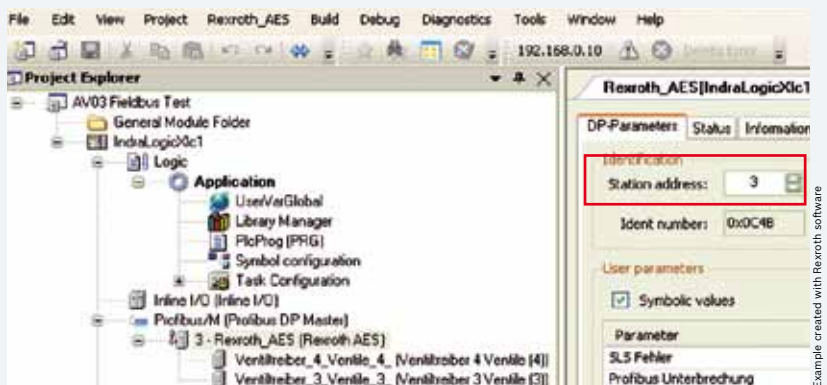 File Edit View Project Rexroth_AES Build Debug Diagnostics Tools Window Help
192.168.0.10
Project Explorer
AV03 Fieldbus Test
General Module Folder
IndraLogicXlc1
Logic
Application
UserVarGlobal
Library Manager
PlcProg (PRG)
Symbol configuration
Task Configuration
Inline I/O (Inline I/O)
Profibus/M (Profibus DP Master)
3 - Rexroth_AES (Rexroth AES)
Ventiltreiber_4_Ventile_4_ (Ventiltreiber 4 Ventile (4))
Ventiltreiber_3_Ventile_3_ (Ventiltreiber 3 Ventile (3))
Rexroth_AES[IndraLogicXlc1
DP-Parameters Status Information
Identification
Station address: 3
Ident number: 0x0C4B
User parameters
Symbolic values
Parameter
SLS Fehler
Profibus Unterbrechung
Example created with Rexroth software